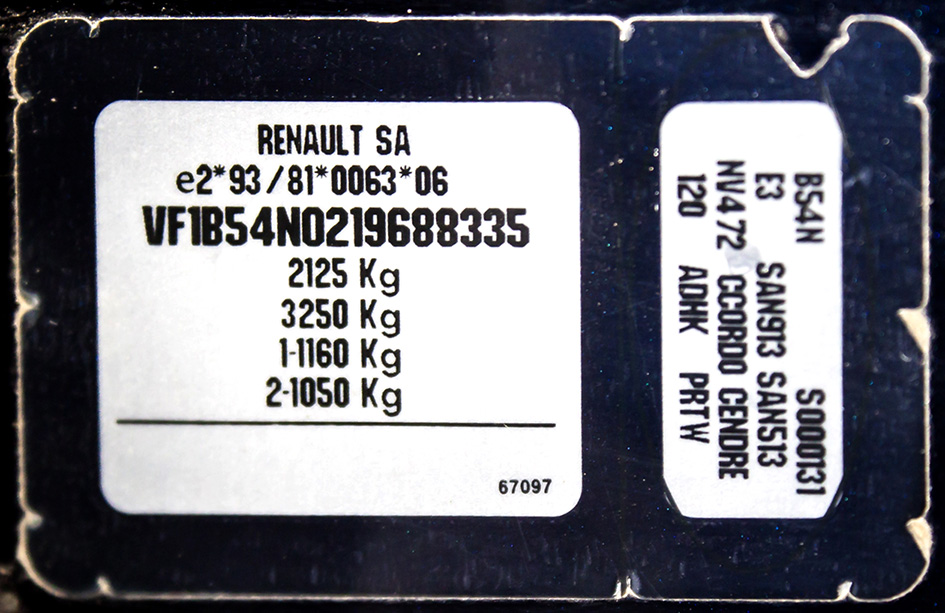 RENAULT SA
e2*93/81*0063*06
VF1B54N0219688335
2125 Kg
3250 Kg
1-1160 Kg
2-1050 Kg
67097
B54N S000131
E3 SAN913 SAN513
NV472 CCORDO CENDRE
120 ADHK PRTW